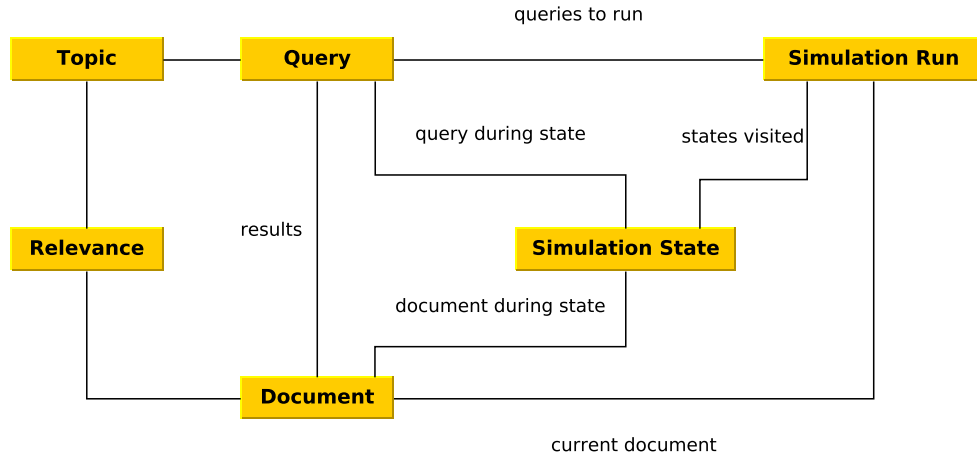 queries to run
Topic
Query
Simulation Run
query during state
states visited
results
Relevance
Simulation State
document during state
Document
current document